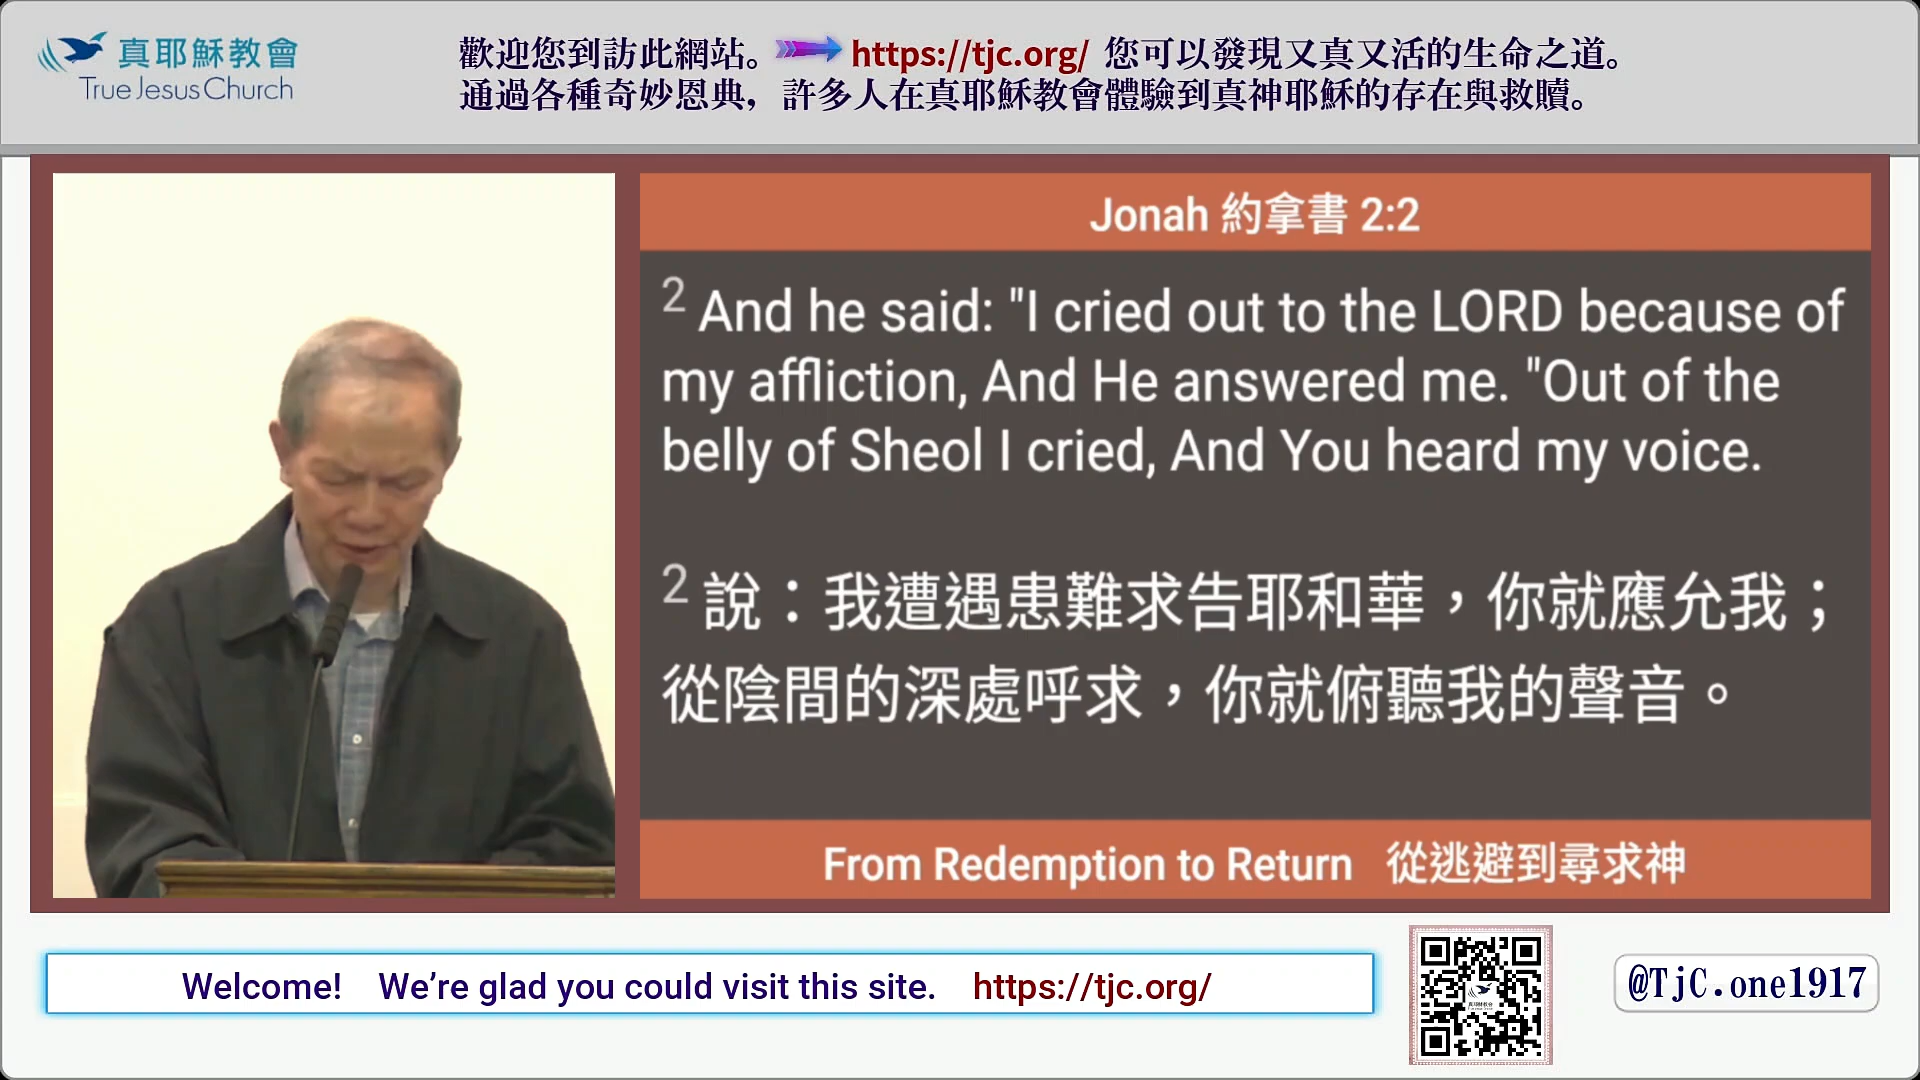 真耶穌教會
True Jesus Church
歡迎您到訪此網站。 https://tjc.org/ 您可以發現又真又活的生命之道。
通過各種奇妙恩典，許多人在真耶穌教會體驗到真神耶穌的存在與救贖。
Jonah 約拿書 2:2
2 And he said: "I cried out to the LORD because of
my affliction, And He answered me. "Out of the
belly of Sheol I cried, And You heard my voice.
2 說：我遭遇患難求告耶和華，你就應允我；
從陰間的深處呼求，你就俯聽我的聲音。
From Redemption to Return 從逃避到尋求神
Welcome! We’re glad you could visit this site. https://tjc.org/
@TjC.one1917